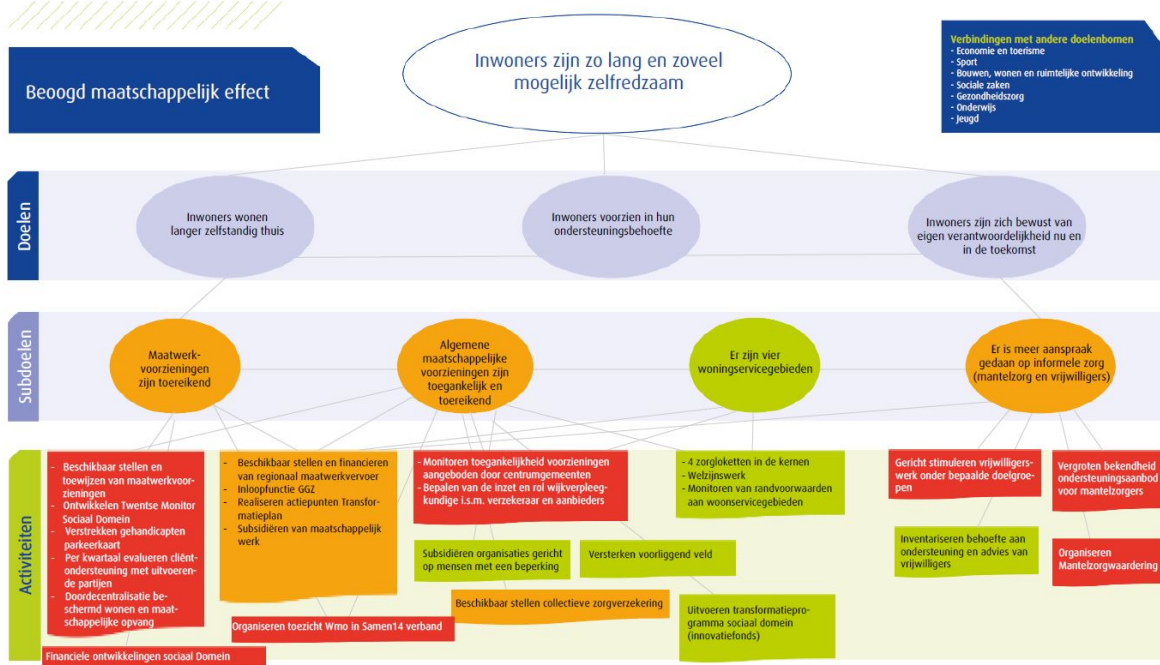 Beoogd maatschappelijk effect
Inwoners zijn zo lang en zoveel
mogelijk zelfredzaam
Verbindingen met andere doelenbomen
- Economie en toerisme
- Sport
- Bouwen, wonen en ruimtelijke ontwikkeling
- Sociale zaken
- Gezondheidszorg
- Onderwijs
- Jeugd
Doelen
Inwoners wonen
langer zelfstandig thuis
Inwoners voorzien in hun
ondersteuningsbehoefte
Inwoners zijn zich bewust van
eigen verantwoordelijkheid nu en
in de toekomst
Subdoelen
Maatwerk-
voorzieningen
zijn toereikend
Algemene
maatschappelijke
voorzieningen zijn
toegankelijk en
toereikend
Er zijn vier
woningservicegebieden
Er is meer aanspraak
gedaan op informele zorg
(mantelzorg en vrijwilligers)
Activiteiten
- Beschikbaar stellen en
toewijzen van maatwerkvoor-
zieningen
- Ontwikkelen Twentse Monitor
Sociaal Domein
- Verstrekken gehandicapten
parkeerkaart
- Per kwartaal evalueren cliënt-
ondersteuning met uitvoeren-
de partijen
- Doordecentralisatie be-
schermd wonen en maat-
schappelijke opvang
Financiele ontwikkelingen sociaal Domein
- Beschikbaar stellen en financieren
van regionaal maatwerkvervoer
- Inloopfunctie GGZ
- Realiseren actiepunten Transfor-
matieplan
- Subsidiëren van maatschappelijk
werk
Organiseren toezicht Wmo in Samen14 verband
- Monitoren toegankelijkheid voorzieningen
aangeboden door centrumgemeenten
- Bepalen van de inzet en rol wijkverpleeg-
kundige i.s.m. verzekeraar en aanbieders
Subsidiëren organisaties gericht
op mensen met een beperking
Beschikbaar stellen collectieve zorgverzekering
- 4 zorgloketten in de kernen
- Welzijnswerk
- Monitoren van randvoorwaarden
aan woonservicegebieden
Versterken voorliggend veld
Uitvoeren transformatiepro-
gramma sociaal domein
(innovatiefonds)
Gericht stimuleren vrijwilligers-
werk onder bepaalde doelgroe-
pen
Inventariseren behoefte aan
ondersteuning en advies van
vrijwilligers
Vergroten bekendheid
ondersteuningsaanbod
voor mantelzorgers
Organiseren
Mantelzorgwaardering